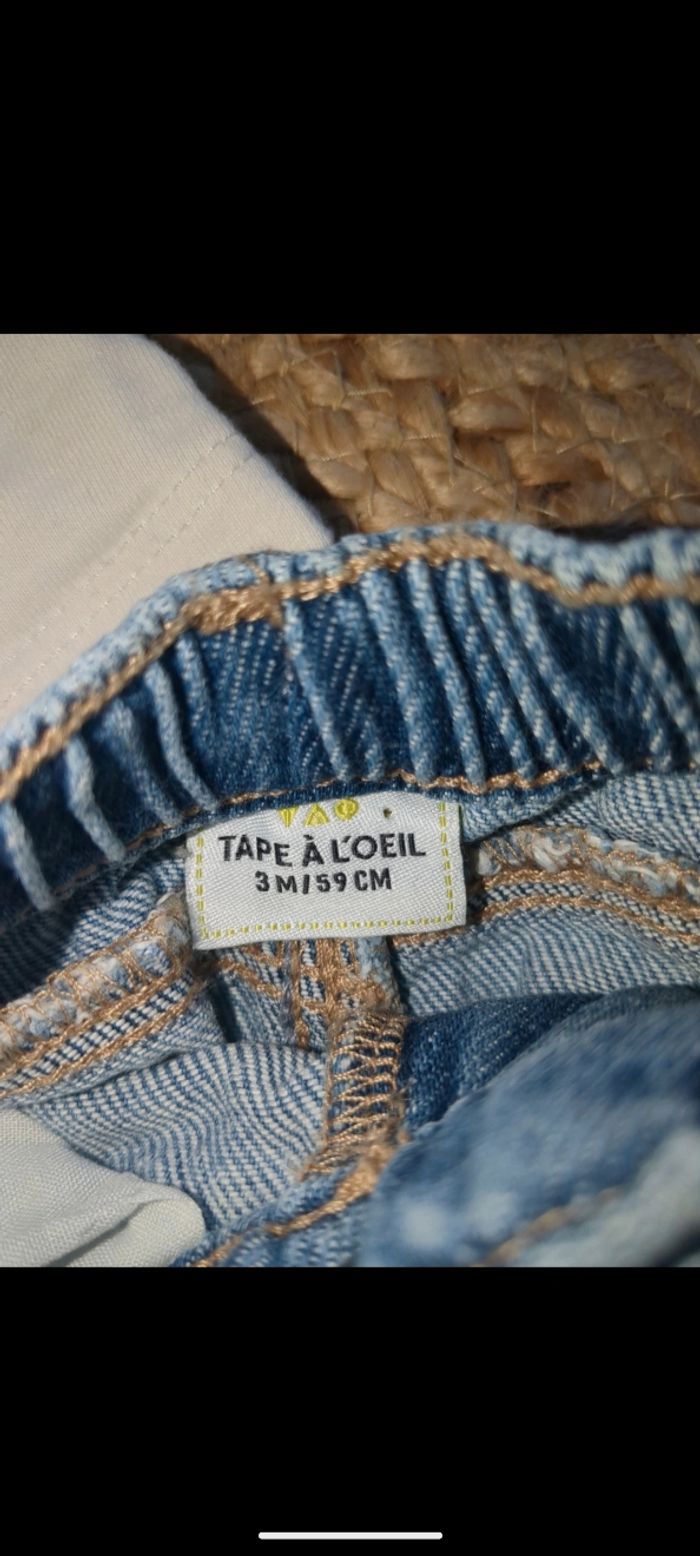 TAO
TAPE À L'OEIL
3 M/59 CM